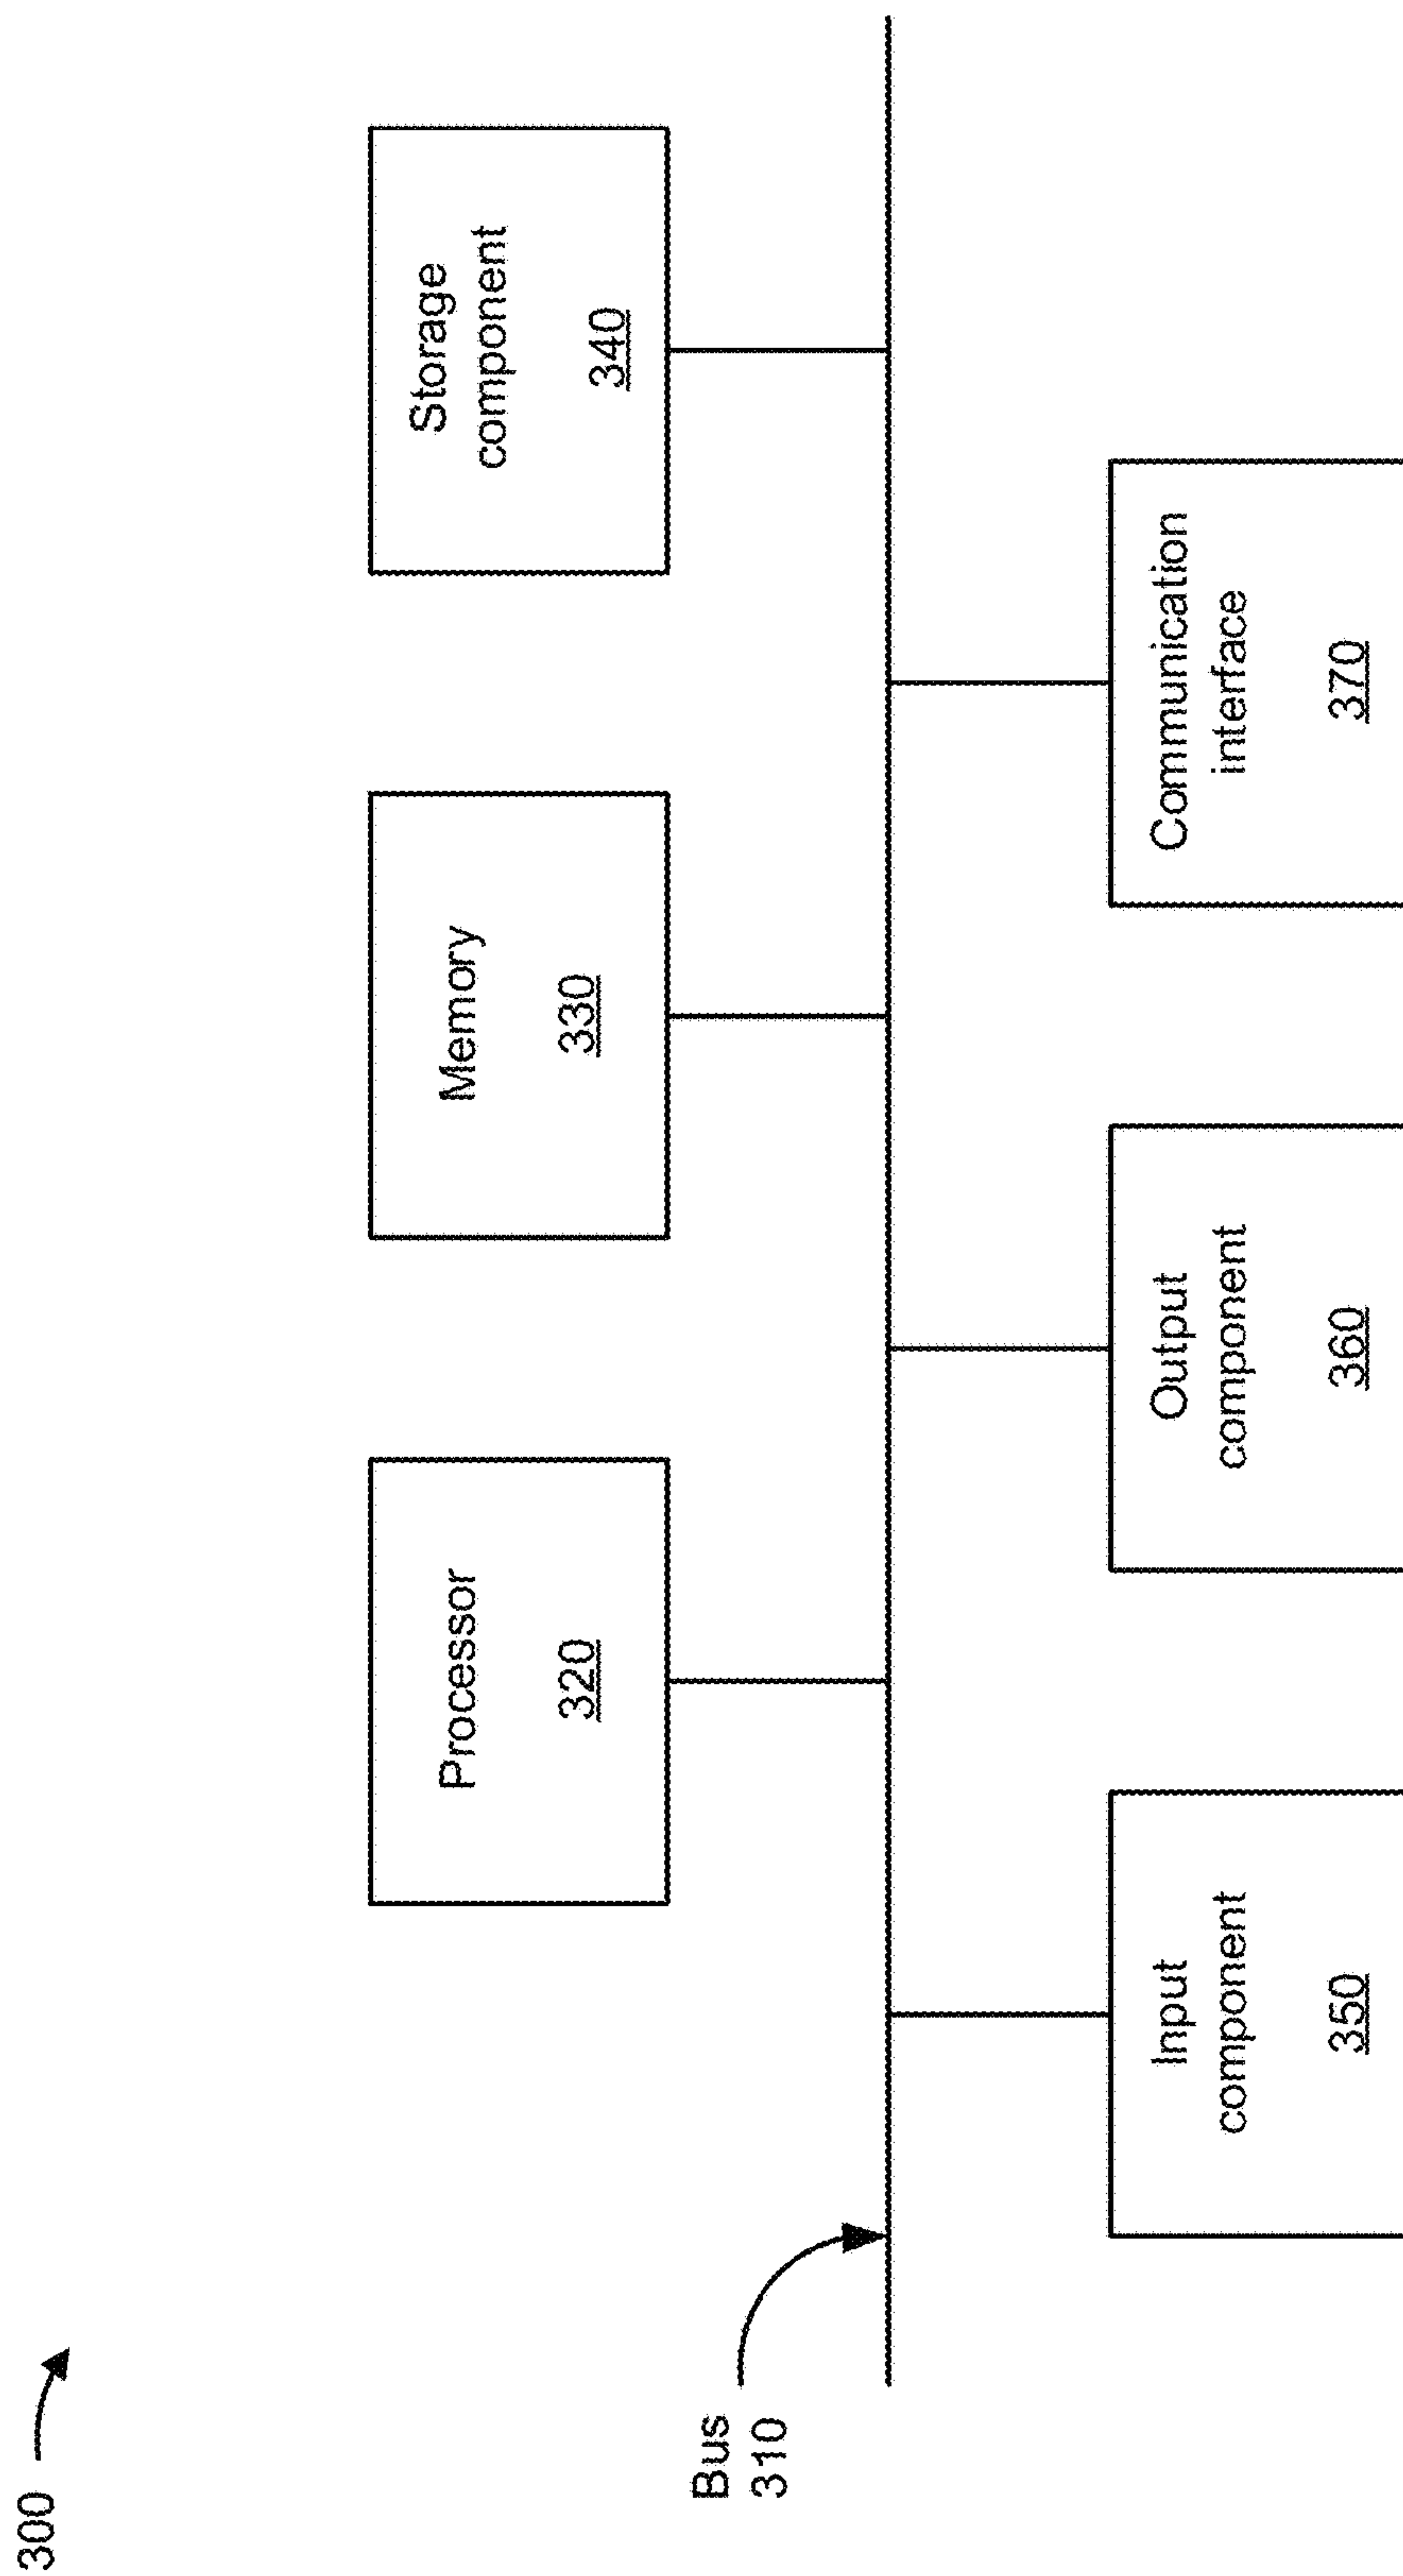 300
Processor
320
Memory
330
Storage
component
340
Bus
310
Input
component
350
Output
component
360
Communication
interface
370